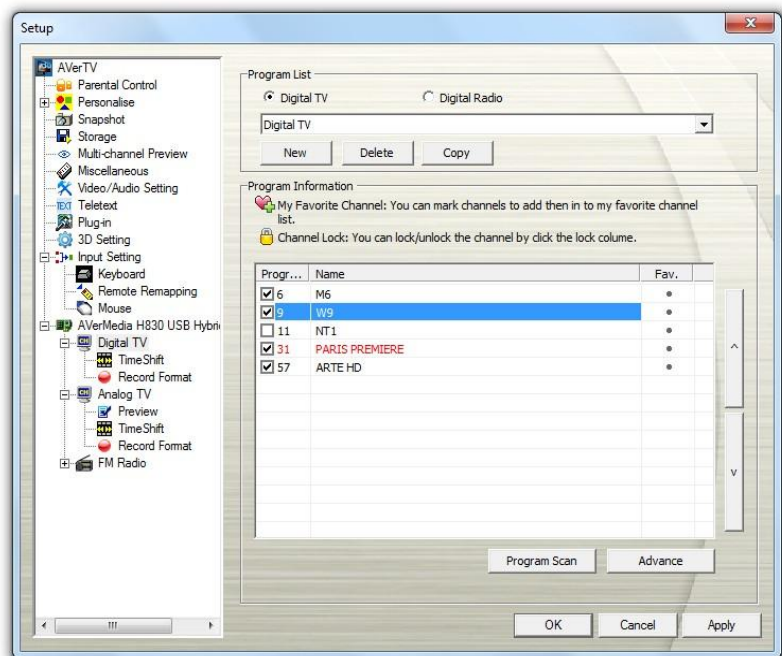 Setup
AVerTV
Parental Control
Personalise
Snapshot
Storage
Multi-channel Preview
Miscellaneous
Video/Audio Setting
TEXT Teletext
Plug-in
3D Setting
Input Setting
Keyboard
Remote Remapping
Mouse
AVerMedia H830 USB Hybri
Digital TV
TimeShift
Record Format
Analog TV
Preview
TimeShift
Record Format
FM Radio
Program List
Digital TV Digital Radio
Digital TV
New Delete Copy
Program Information
My Favorite Channel: You can mark channels to add then in to my favorite channel
list.
Channel Lock: You can lock/unlock the channel by click the lock colume.
Progr... Name Fav.
6 M6
9 W9
11 NT1
31 PARIS PREMIERE
57 ARTE HD
Program Scan Advance
OK Cancel Apply